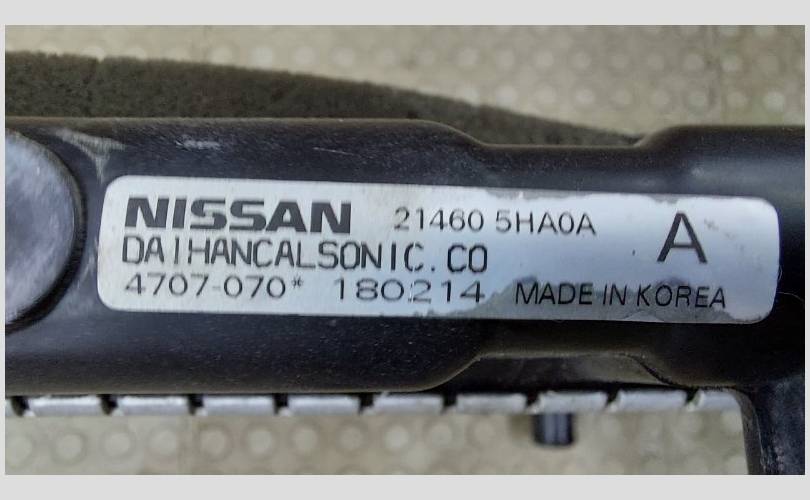 NISSAN 21460 5HA0A A
DAIHANCALSONIC.CO
4707-070* 180214 MADE IN KOREA